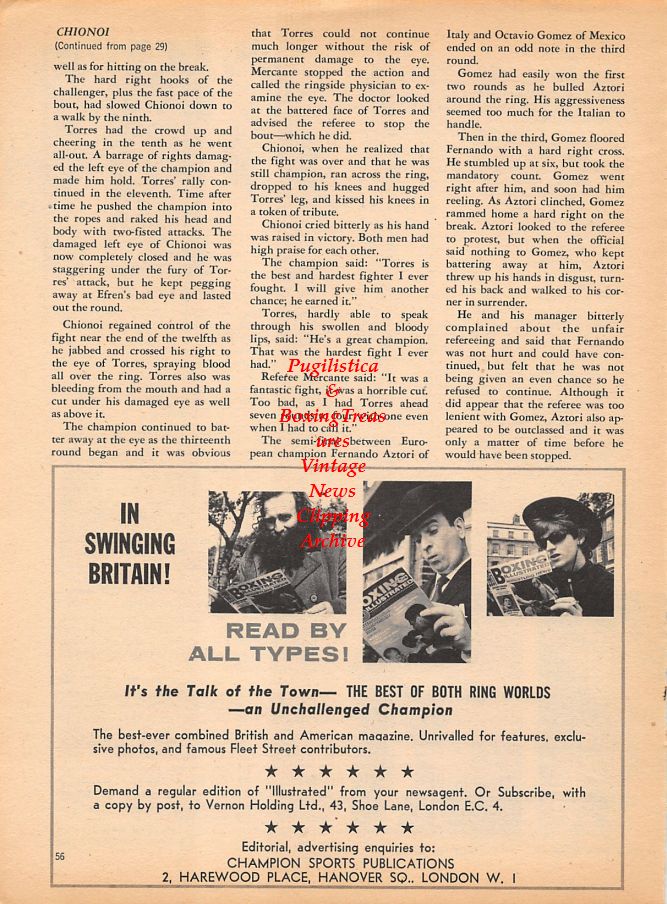 CHIONOI
(Continued from page 29)
well as for hitting on the break.
The hard right hooks of the
challenger, plus the fast pace of the
bout, had slowed Chionoi down to
a walk by the ninth.
Torres had the crowd up and
cheering in the tenth as he went
all-out. A barrage of rights damag-
ed the left eye of the champion and
made him hold. Torres' rally con-
tinued in the eleventh. Time after
time he pushed the champion into
the ropes and raked his head and
body with two-fisted attacks. The
damaged left eye of Chionoi was
now completely closed and he was
staggering under the fury of Tor-
res' attack, but he kept pegging
away at Efren's bad eye and lasted
out the round.
Chionoi regained control of the
fight near the end of the twelfth as
he jabbed and crossed his right to
the eye of Torres, spraying blood
all over the ring. Torres also was
bleeding from the mouth and had a
cut under his damaged eye as well
as above it.
The champion continued to bat-
ter away at the eye as the thirteenth
round began and it was obvious
that Torres could not continue
much longer without the risk of
permanent damage to the eye.
Mercante stopped the action and
called the ringside physician to ex-
amine the eye. The doctor looked
at the battered face of Torres and
advised the referee to stop the
bout—which he did.
Chionoi, when he realized that
the fight was over and that he was
still champion, ran across the ring,
dropped to his knees and hugged
Torres' leg, and kissed his knees in
a token of tribute.
Chionoi cried bitterly as his hand
was raised in victory. Both men had
high praise for each other.
The champion said: "Torres is
the best and hardest fighter I ever
fought. I will give him another
chance; he earned it."
Torres, hardly able to speak
through his swollen and bloody
lips, said: "He's a great champion.
That was the hardest fight I ever
had."
Referee Mercante said: "It was a
fantastic fight, it was a horrible cut.
Too bad, as I had Torres ahead
seven rounds to four with one even
when I had to call it."
The semi-final between Euro-
pean champion Fernando Aztori of
Italy and Octavio Gomez of Mexico
ended on an odd note in the third
round.
Gomez had easily won the first
two rounds as he bulled Aztori
around the ring. His aggressiveness
seemed too much for the Italian to
handle.
Then in the third, Gomez floored
Fernando with a hard right cross.
He stumbled up at six, but took the
mandatory count. Gomez went
right after him, and soon had him
reeling. As Aztori clinched, Gomez
rammed home a hard right on the
break. Aztori looked to the referee
to protest, but when the official
said nothing to Gomez, who kept
battering away at him, Aztori
threw up his hands in disgust, turn-
ed his back and walked to his cor-
ner in surrender.
He and his manager bitterly
complained about the unfair
refereeing and said that Fernando
was not hurt and could have con-
tinued, but felt that he was not
being given an even chance so he
refused to continue. Although it
did appear that the referee was too
lenient with Gomez, Aztori also ap-
peared to be outclassed and it was
only a matter of time before he
would have been stopped.
Pugilistica
&
Boxing Treas
ures
Vintage
News
Clipping
Archive
IN
SWINGING
BRITAIN!
BOXING
ILLUSTRATED
BOXING
ILLUSTRATED
BOXING
ILLUSTRATED
READ BY
ALL TYPES!
It's the Talk of the Town— THE BEST OF BOTH RING WORLDS
—an Unchallenged Champion
The best-ever combined British and American magazine. Unrivalled for features, exclu-
sive photos, and famous Fleet Street contributors.
Demand a regular edition of "Illustrated" from your newsagent. Or Subscribe, with
a copy by post, to Vernon Holding Ltd., 43, Shoe Lane, London E.C. 4.
Editorial, advertising enquiries to:
CHAMPION SPORTS PUBLICATIONS
2, HAREWOOD PLACE, HANOVER SQ.. LONDON W. I
56